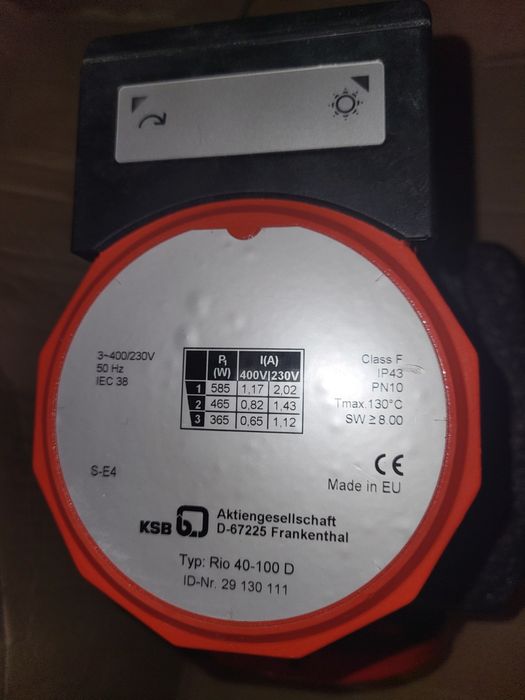 3~400/230V
50 Hz
IEC 38
P₁ (W) I(A)
400V 230V
1 585 1,17 2,02
2 465 0,82 1,43
3 365 0,65 1,12
Class F
IP43
PN10
Tmax.130°C
SW ≥ 8.00
S-E4
CE
Made in EU
KSB
Aktiengesellschaft
D-67225 Frankenthal
Typ: Rio 40-100 D
ID-Nr. 29 130 111